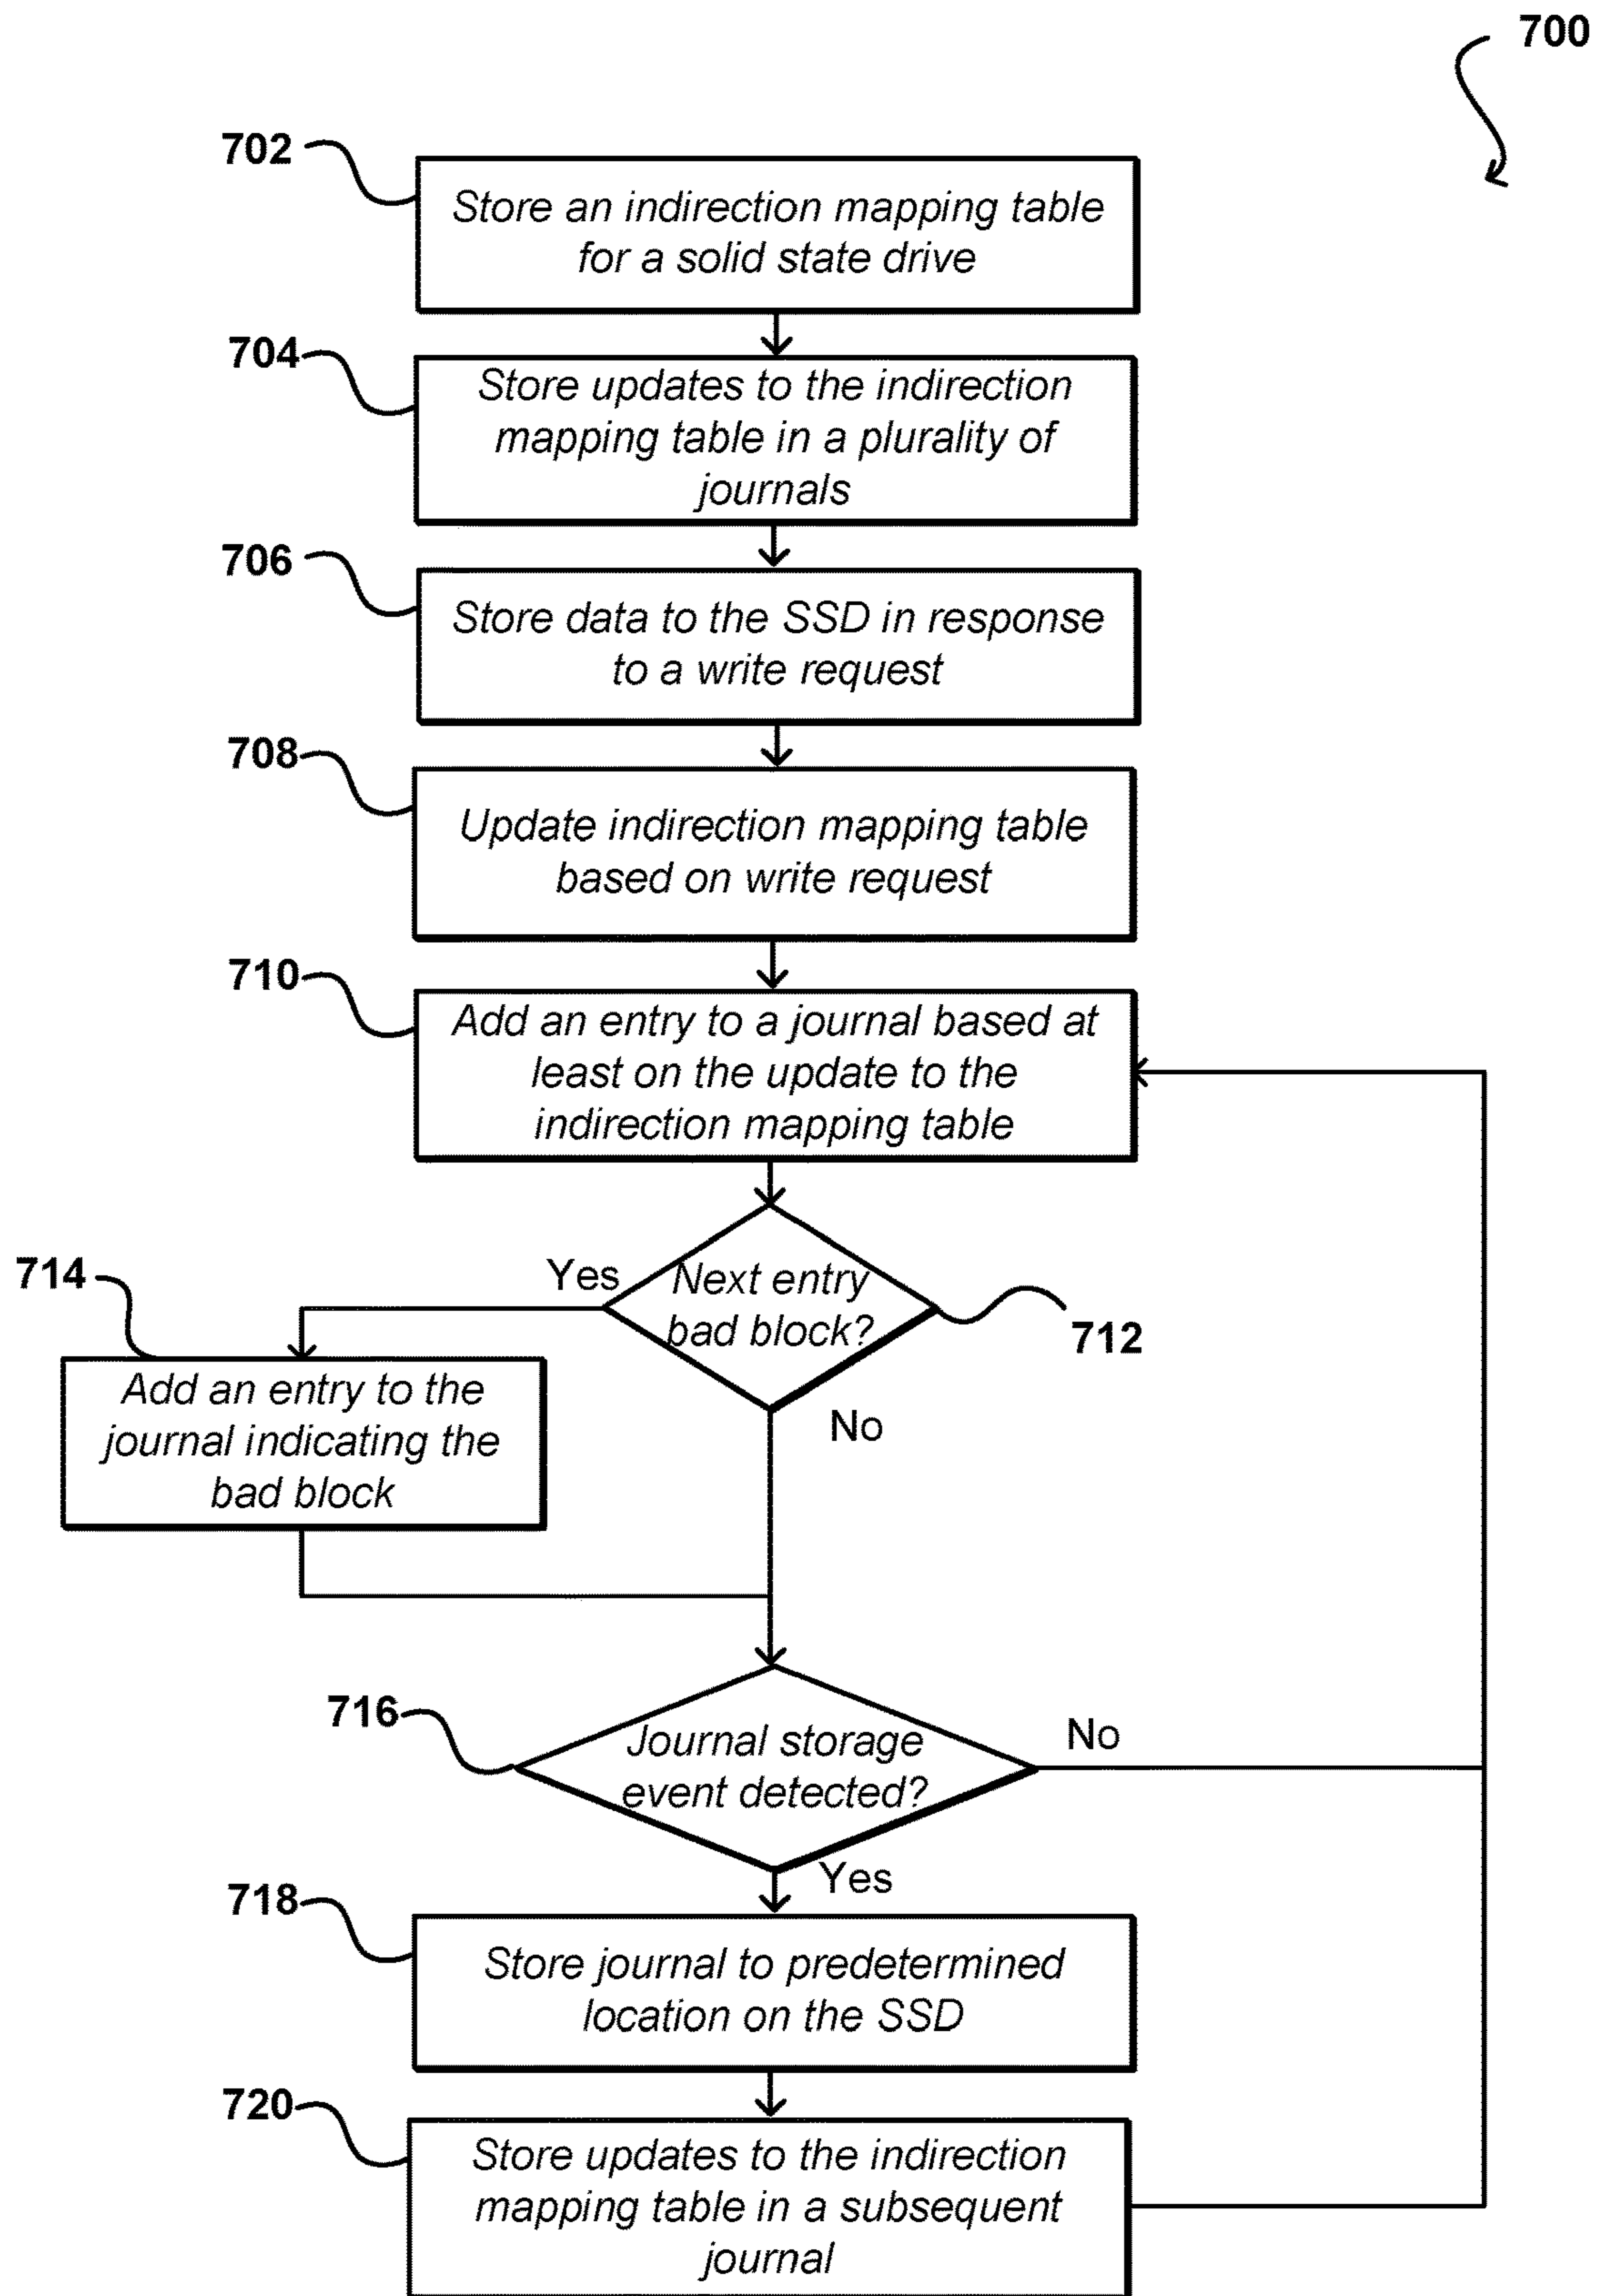 700
702
Store an indirection mapping table
for a solid state drive
704
Store updates to the indirection
mapping table in a plurality of
journals
706
Store data to the SSD in response
to a write request
708
Update indirection mapping table
based on write request
710
Add an entry to a journal based at
least on the update to the
indirection mapping table
714
Yes
Next entry
bad block?
712
Add an entry to the
journal indicating the
bad block
No
716
Journal storage
event detected?
No
Yes
718
Store journal to predetermined
location on the SSD
720
Store updates to the indirection
mapping table in a subsequent
journal